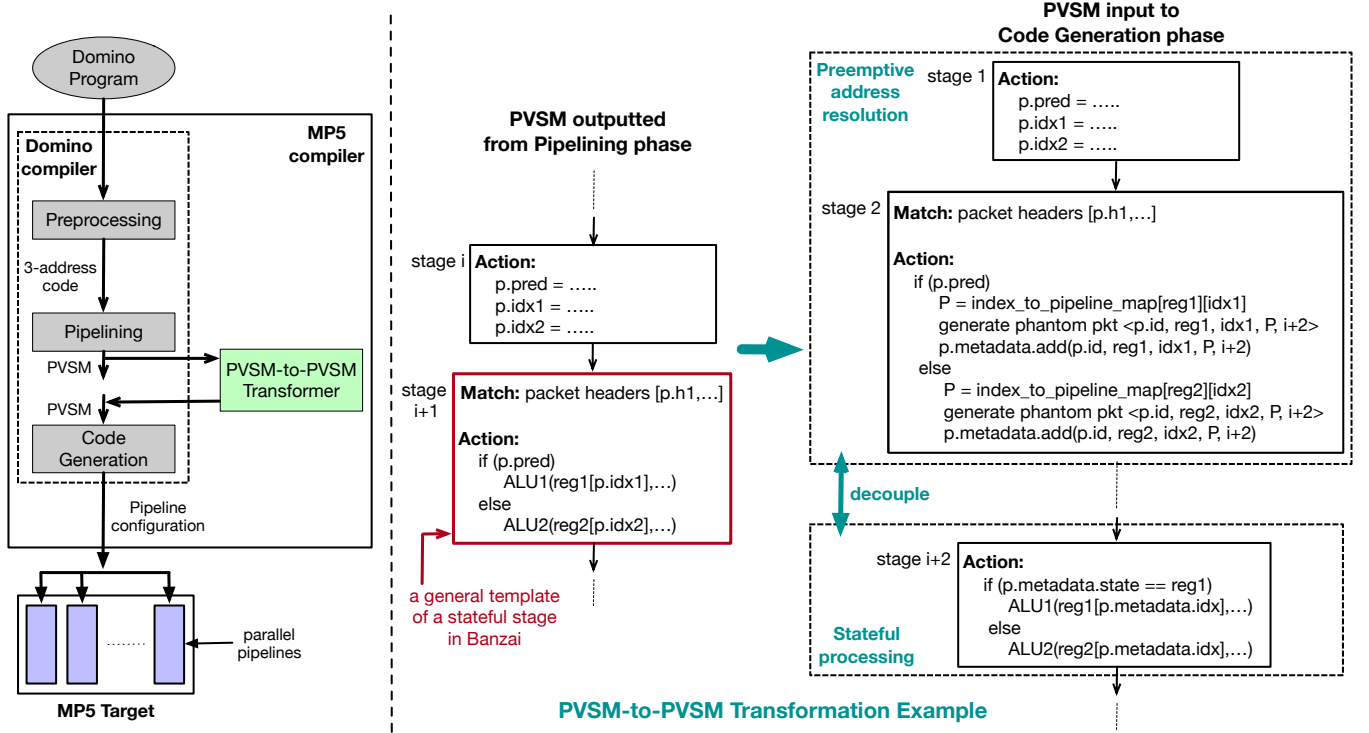 Domino
Program
MP5
compiler
Domino
compiler
Preprocessing
3-address
code
Pipelining
PVSM
PVSM-to-PVSM
Transformer
PVSM
Code
Generation
Pipeline
configuration
........
parallel
pipelines
MP5 Target
PVSM outputted
from Pipelining phase
stage i
Action:
p.pred = .....
p.idx1 = .....
p.idx2 = .....
stage
i+1
Match: packet headers [p.h1,...]
Action:
if (p.pred)
ALU1(reg1[p.idx1],...)
else
ALU2(reg2[p.idx2],...)
a general template
of a stateful stage
in Banzai
PVSM input to
Code Generation phase
Preemptive
address
resolution
stage 1
Action:
p.pred = .....
p.idx1 = .....
p.idx2 = .....
stage 2
Match: packet headers [p.h1,...]
Action:
if (p.pred)
P = index_to_pipeline_map[reg1][idx1]
generate phantom pkt <p.id, reg1, idx1, P, i+2>
p.metadata.add(p.id, reg1, idx1, P, i+2)
else
P = index_to_pipeline_map[reg2][idx2]
generate phantom pkt <p.id, reg2, idx2, P, i+2>
p.metadata.add(p.id, reg2, idx2, P, i+2)
decouple
stage i+2
Action:
if (p.metadata.state == reg1)
ALU1(reg1[p.metadata.idx],...)
else
ALU2(reg2[p.metadata.idx],...)
Stateful
processing
PVSM-to-PVSM Transformation Example